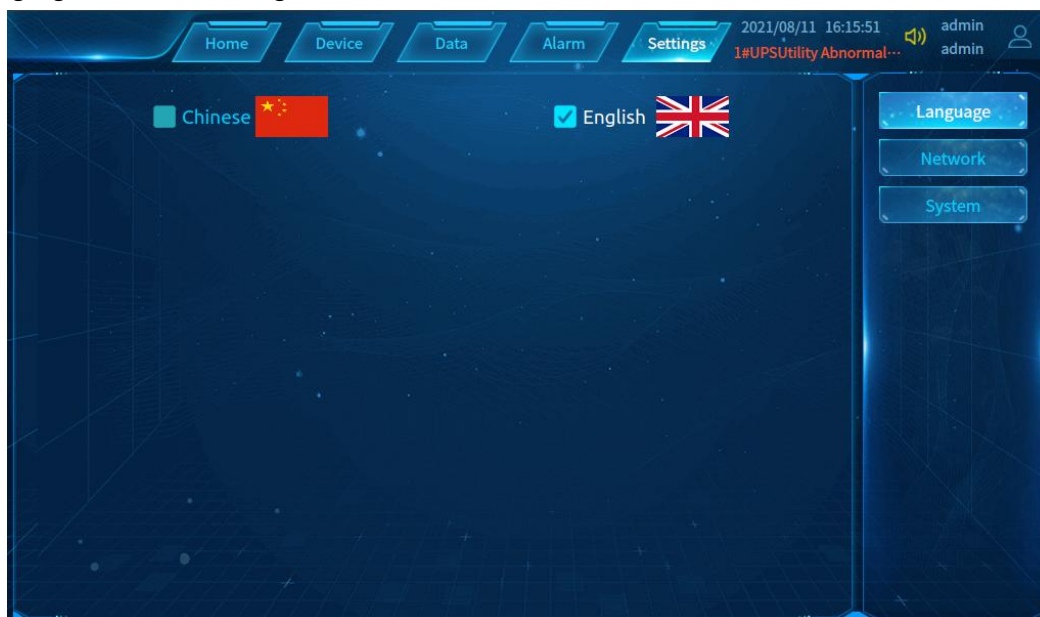 Home Device Data Alarm Settings 2021/08/11 16:15:51 admin
1#UPSUtility Abnormal··· admin
Chinese English
Language
Network
System